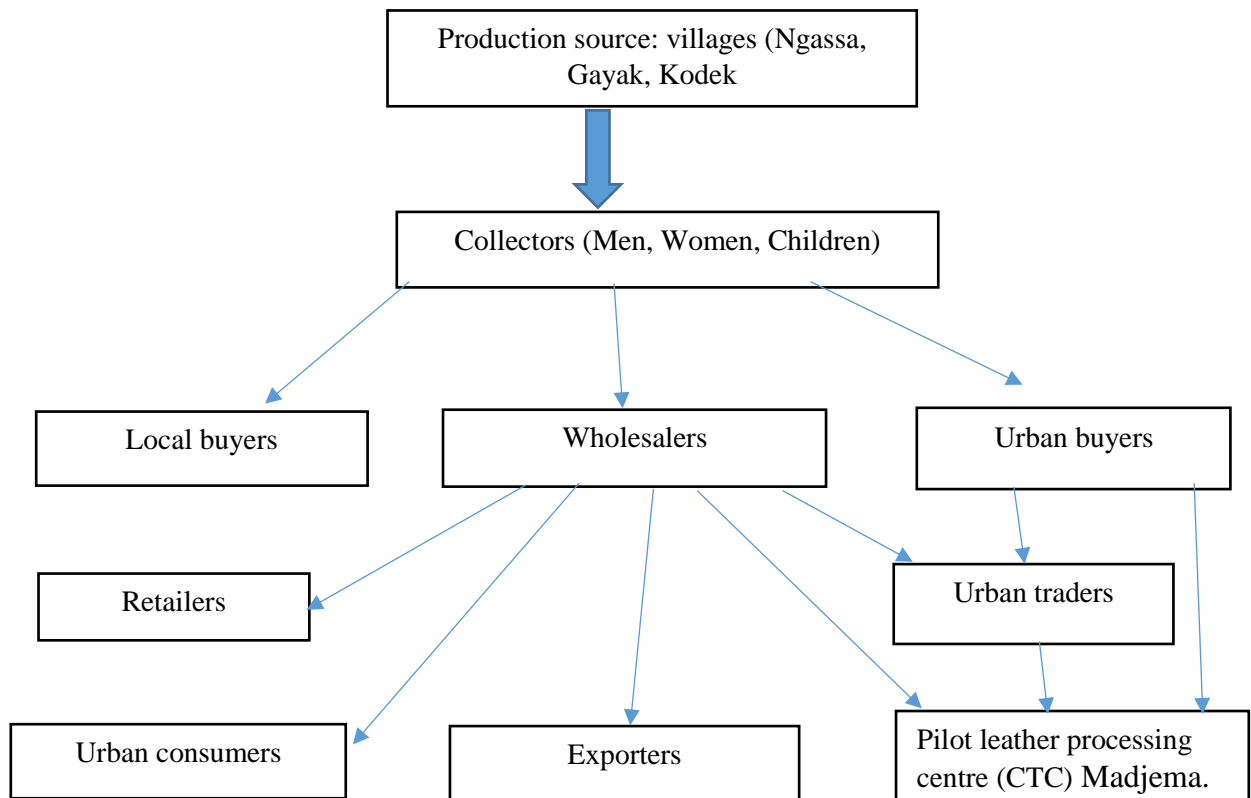 Production source: villages (Ngassa,
Gayak, Kodek
Collectors (Men, Women, Children)
Local buyers
Wholesalers
Urban buyers
Retailers
Urban traders
Urban consumers
Exporters
Pilot leather processing
centre (CTC) Madjema.